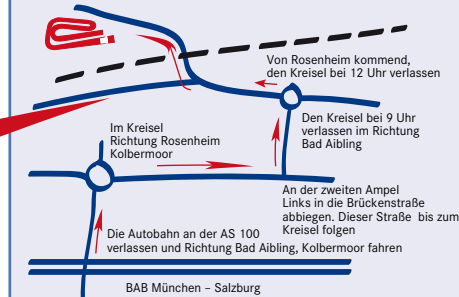 Von Rosenheim kommend,
den Kreisel bei 12 Uhr verlassen
Den Kreisel bei 9 Uhr
verlassen im Richtung
Bad Aibling
Im Kreisel
Richtung Rosenheim
Kolbermoor
An der zweiten Ampel
Links in die Brückenstraße
abbiegen. Dieser Straße bis zum
Kreisel folgen
Die Autobahn an der AS 100
verlassen und Richtung Bad Aibling, Kolbermoor fahren
BAB München – Salzburg